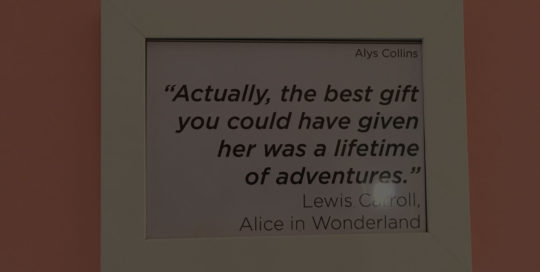 Alys Collins
“Actually, the best gift
you could have given
her was a lifetime
of adventures.”
Lewis Carroll,
Alice in Wonderland